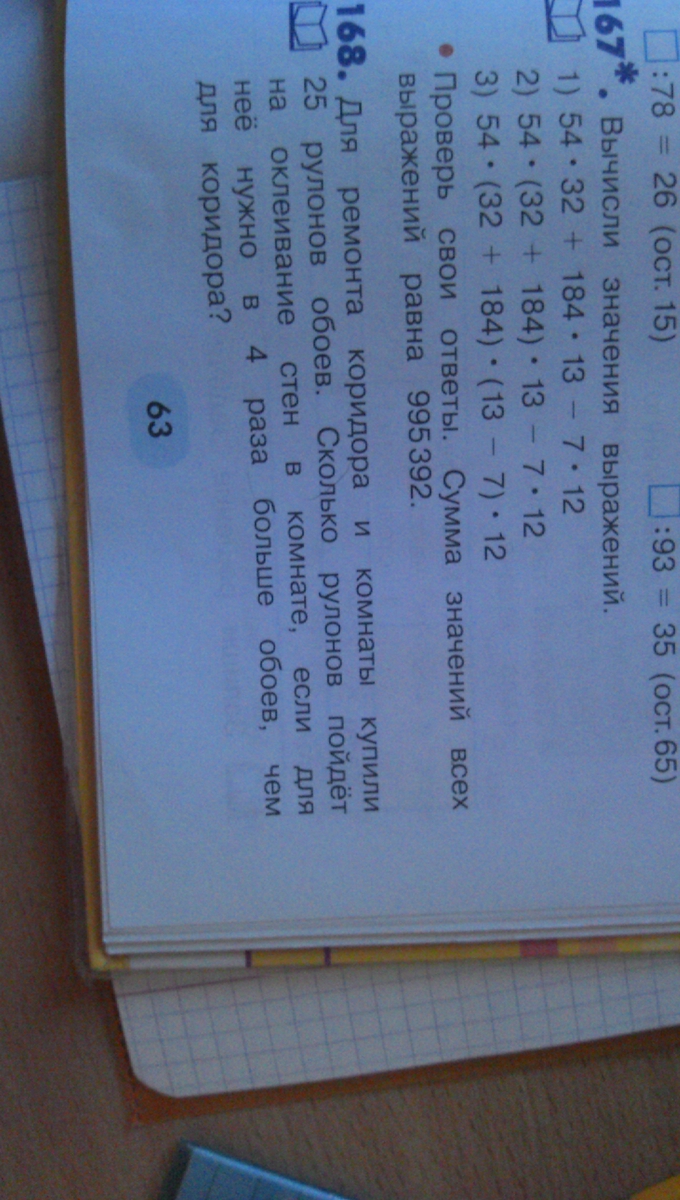 □ : 78 = 26 (ост. 15) □ : 93 = 35 (ост. 65)
167*. Вычисли значения выражений.
1) 54 · 32 + 184 · 13 − 7 · 12
2) 54 · (32 + 184) · 13 − 7 · 12
3) 54 · (32 + 184) · (13 − 7) · 12
• Проверь свои ответы. Сумма значений всех
выражений равна 995 392.
168. Для ремонта коридора и комнаты купили
25 рулонов обоев. Сколько рулонов пойдёт
на оклеивание стен в комнате, если для
неё нужно в 4 раза больше обоев, чем
для коридора?
63